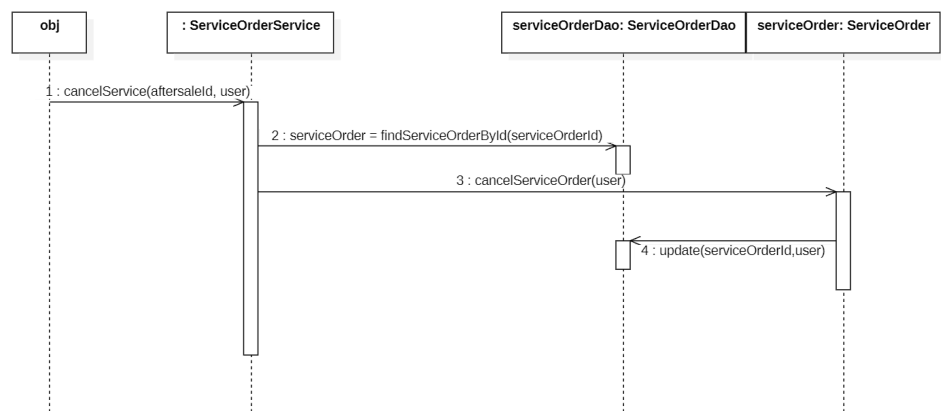 obj
: ServiceOrderService
serviceOrderDao: ServiceOrderDao
serviceOrder: ServiceOrder
1 : cancelService(aftersaleId, user)
2 : serviceOrder = findServiceOrderById(serviceOrderId)
3 : cancelServiceOrder(user)
4 : update(serviceOrderId,user)